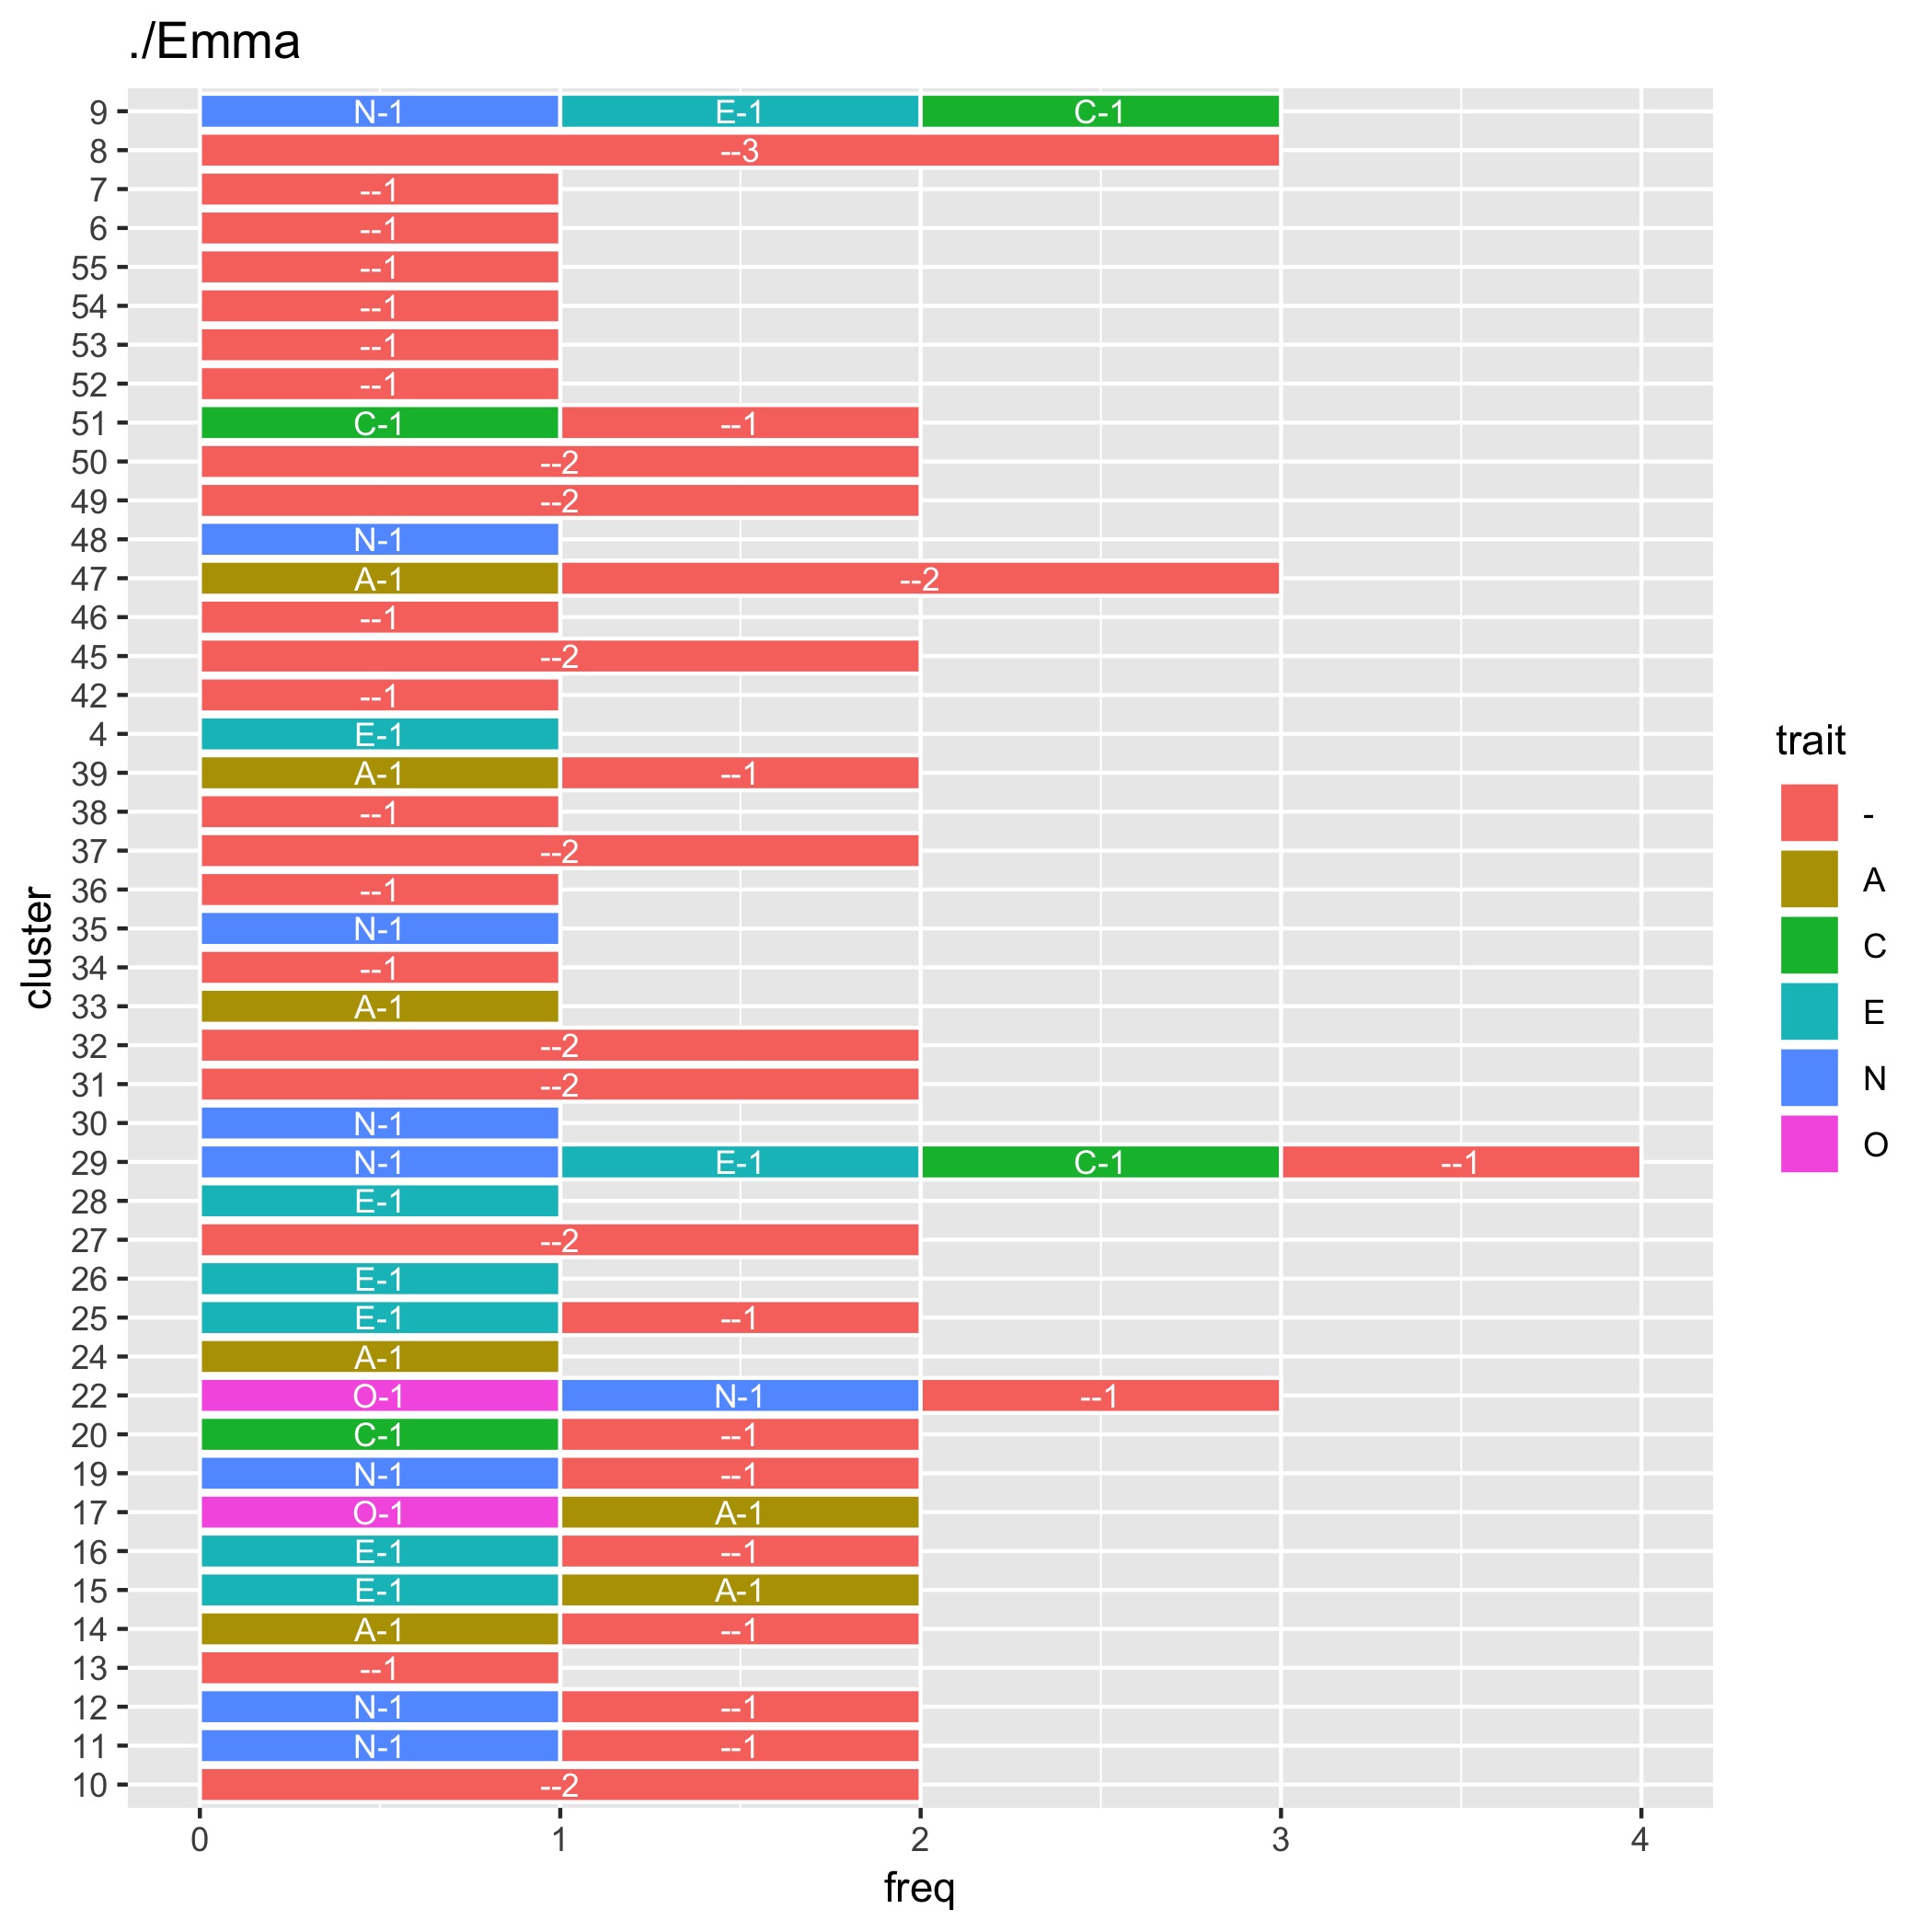 ./Emma
9 N-1 E-1 C-1
8 --3
7 --1
6 --1
55 --1
54 --1
53 --1
52 --1
51 C-1 --1
50 --2
49 --2
48 N-1
47 A-1 --2
46 --1
45 --2
42 --1
4 E-1
39 A-1 --1
38 --1
37 --2
36 --1
35 N-1
34 --1
33 A-1
32 --2
31 --2
30 N-1
29 N-1 E-1 C-1 --1
28 E-1
27 --2
26 E-1
25 E-1 --1
24 A-1
22 O-1 N-1 --1
20 C-1 --1
19 N-1 --1
17 O-1 A-1
16 E-1 --1
15 E-1 A-1
14 A-1 --1
13 --1
12 N-1 --1
11 N-1 --1
10 --2
0 1 2 3 4
freq
cluster
trait
-
A
C
E
N
O